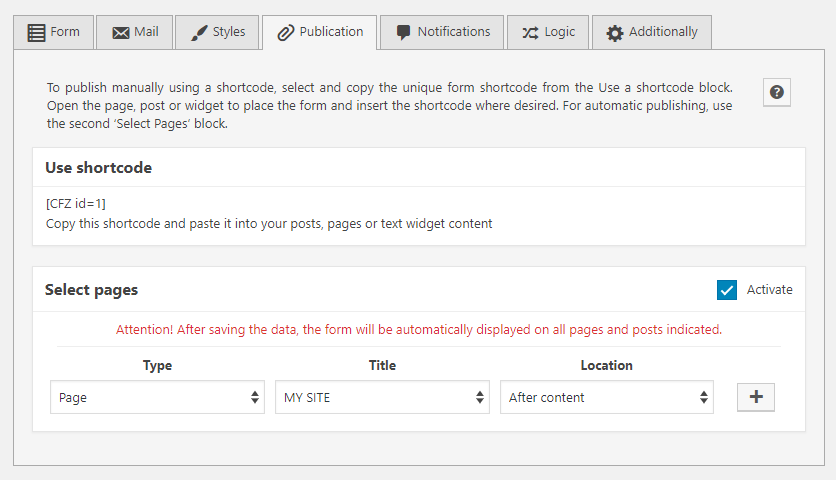 Form Mail Styles Publication Notifications Logic Additionally
To publish manually using a shortcode, select and copy the unique form shortcode from the Use a shortcode block.
Open the page, post or widget to place the form and insert the shortcode where desired. For automatic publishing, use
the second ‘Select Pages’ block.
?
Use shortcode
[CFZ id=1]
Copy this shortcode and paste it into your posts, pages or text widget content
Select pages Activate
Attention! After saving the data, the form will be automatically displayed on all pages and posts indicated.
Type Title Location
Page MY SITE After content +